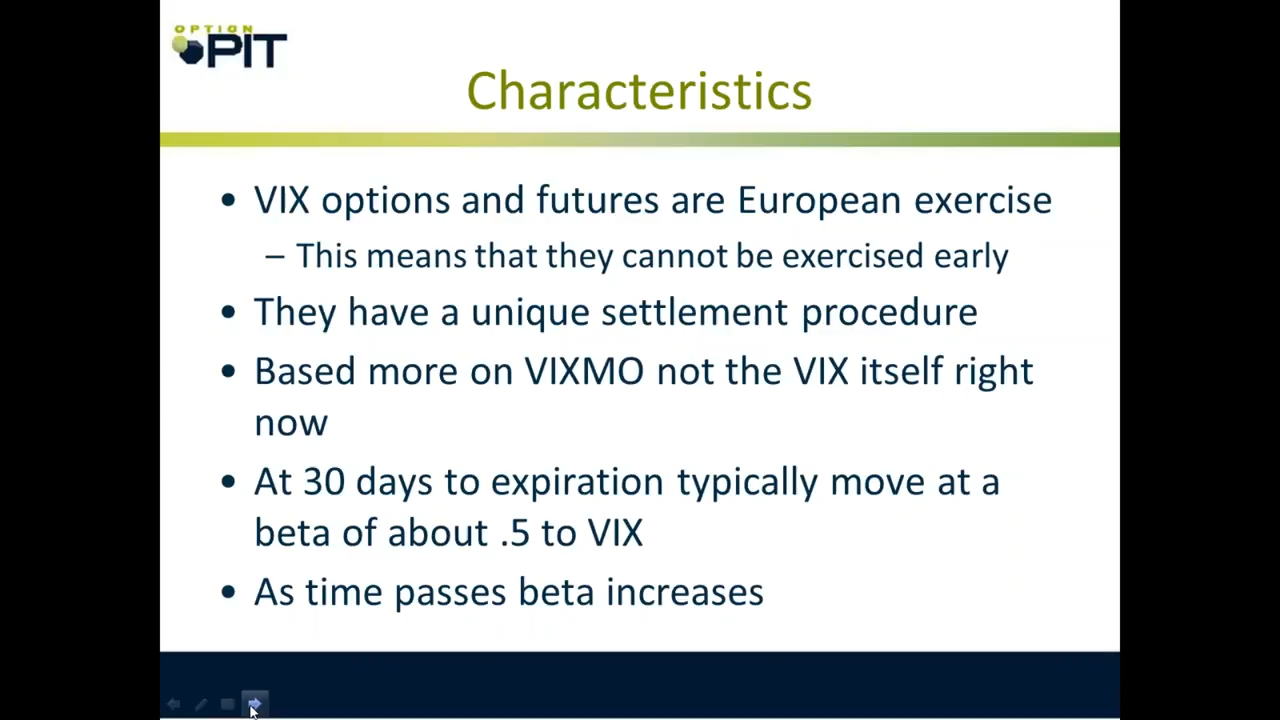 OPTION
PIT
Characteristics
• VIX options and futures are European exercise
– This means that they cannot be exercised early
• They have a unique settlement procedure
• Based more on VIXMO not the VIX itself right
now
• At 30 days to expiration typically move at a
beta of about .5 to VIX
• As time passes beta increases